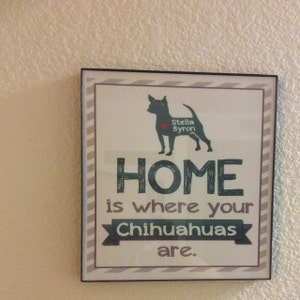 Stella
Byron
HOME
is where your
Chihuahuas
are.